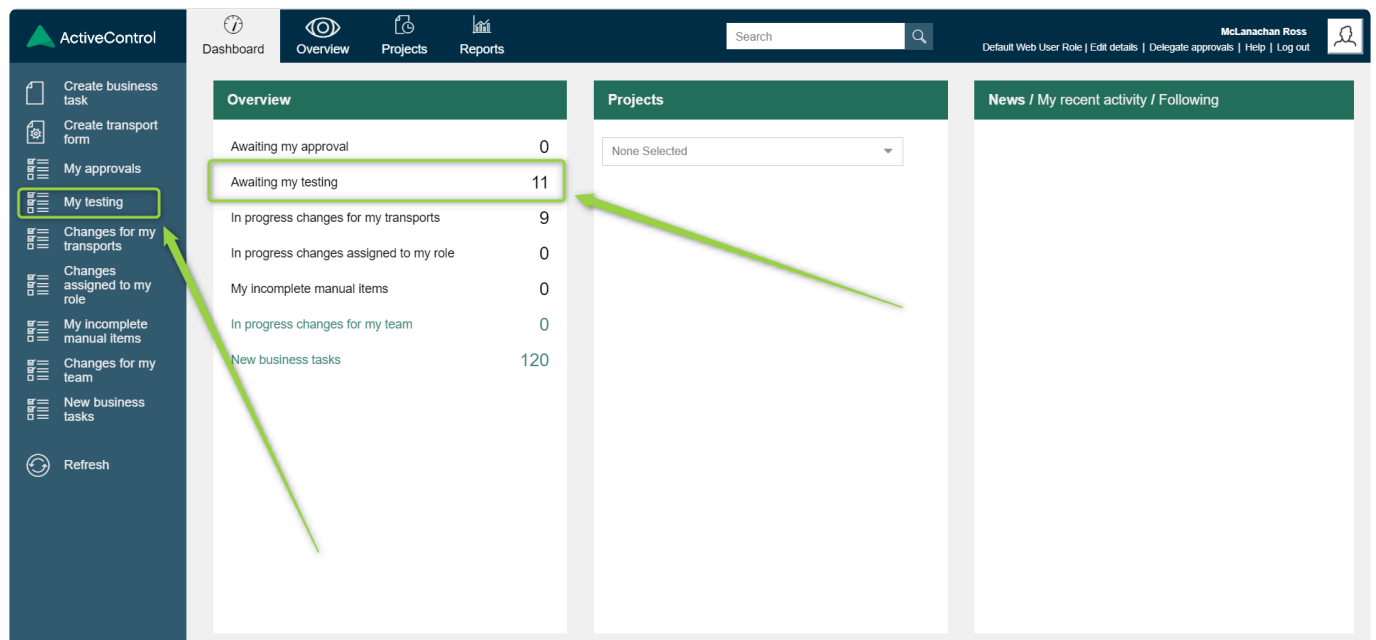 ActiveControl
Dashboard
Overview
Projects
Reports
Search
McLanachan Ross
Default Web User Role | Edit details | Delegate approvals | Help | Log out
Create business
task
Create transport
form
My approvals
My testing
Changes for my
transports
Changes
assigned to my
role
My incomplete
manual items
Changes for my
team
New business
tasks
Refresh
Overview
Awaiting my approval 0
Awaiting my testing 11
In progress changes for my transports 9
In progress changes assigned to my role 0
My incomplete manual items 0
In progress changes for my team 0
New business tasks 120
Projects
None Selected
News / My recent activity / Following